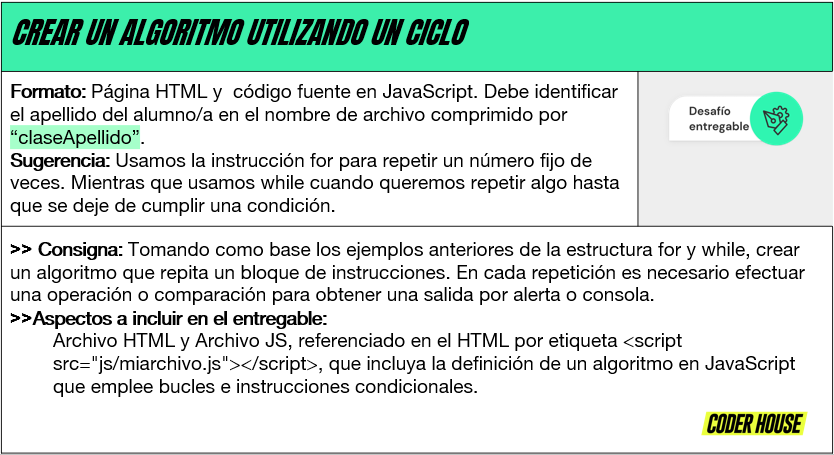 CREAR UN ALGORITMO UTILIZANDO UN CICLO
Formato: Página HTML y código fuente en JavaScript. Debe identificar
el apellido del alumno/a en el nombre de archivo comprimido por
“claseApellido”.
Sugerencia: Usamos la instrucción for para repetir un número fijo de
veces. Mientras que usamos while cuando queremos repetir algo hasta
que se deje de cumplir una condición.
Desafío
entregable
>> Consigna: Tomando como base los ejemplos anteriores de la estructura for y while, crear
un algoritmo que repita un bloque de instrucciones. En cada repetición es necesario efectuar
una operación o comparación para obtener una salida por alerta o consola.
>>Aspectos a incluir en el entregable:
Archivo HTML y Archivo JS, referenciado en el HTML por etiqueta <script
src="js/miarchivo.js"></script>, que incluya la definición de un algoritmo en JavaScript
que emplee bucles e instrucciones condicionales.
CODER HOUSE